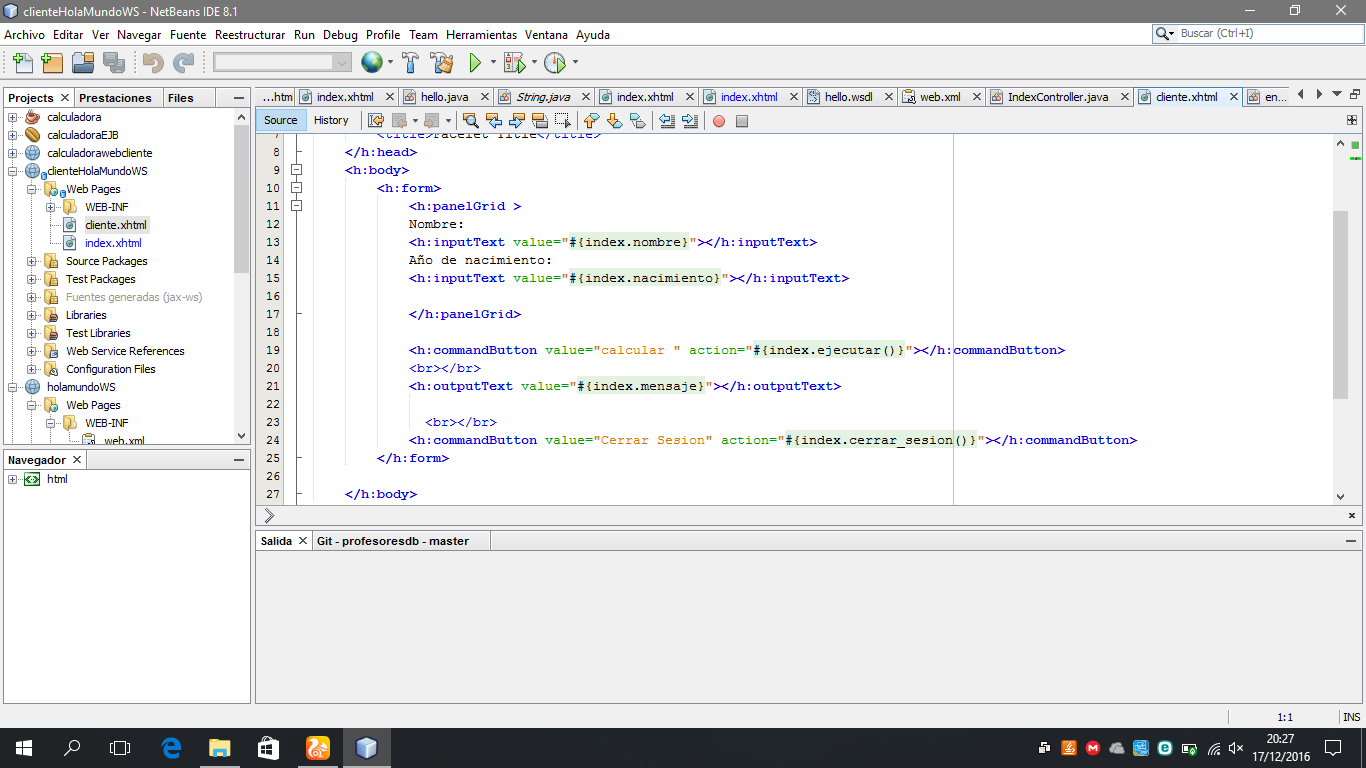 clienteHolaMundoWS - NetBeans IDE 8.1
Archivo Editar Ver Navegar Fuente Reestructurar Run Debug Profile Team Herramientas Ventana Ayuda
Buscar (Ctrl+I)
Projects Prestaciones Files
...htm index.xhtml hello.java String.java index.xhtml index.xhtml hello.wsdl web.xml IndexController.java cliente.xhtml en...
Source History
calculadora
calculadoraEJB
calculadorawebcliente
clienteHolaMundoWS
Web Pages
WEB-INF
cliente.xhtml
index.xhtml
Source Packages
Test Packages
Fuentes generadas (jax-ws)
Libraries
Test Libraries
Web Service References
Configuration Files
holamundoWS
Web Pages
WEB-INF
web.xml
7 <title>Facelet Title</title>
8 </h:head>
9 <h:body>
10 <h:form>
11 <h:panelGrid >
12 Nombre:
13 <h:inputText value="#{index.nombre}"></h:inputText>
14 Año de nacimiento:
15 <h:inputText value="#{index.nacimiento}"></h:inputText>
16
17 </h:panelGrid>
18
19 <h:commandButton value="calcular " action="#{index.ejecutar()}"></h:commandButton>
20 <br></br>
21 <h:outputText value="#{index.mensaje}"></h:outputText>
22
23 <br></br>
24 <h:commandButton value="Cerrar Sesion" action="#{index.cerrar_sesion()}"></h:commandButton>
25 </h:form>
26
27 </h:body>
Navegador
html
Salida Git - profesoresdb - master
1:1 INS
20:27
17/12/2016